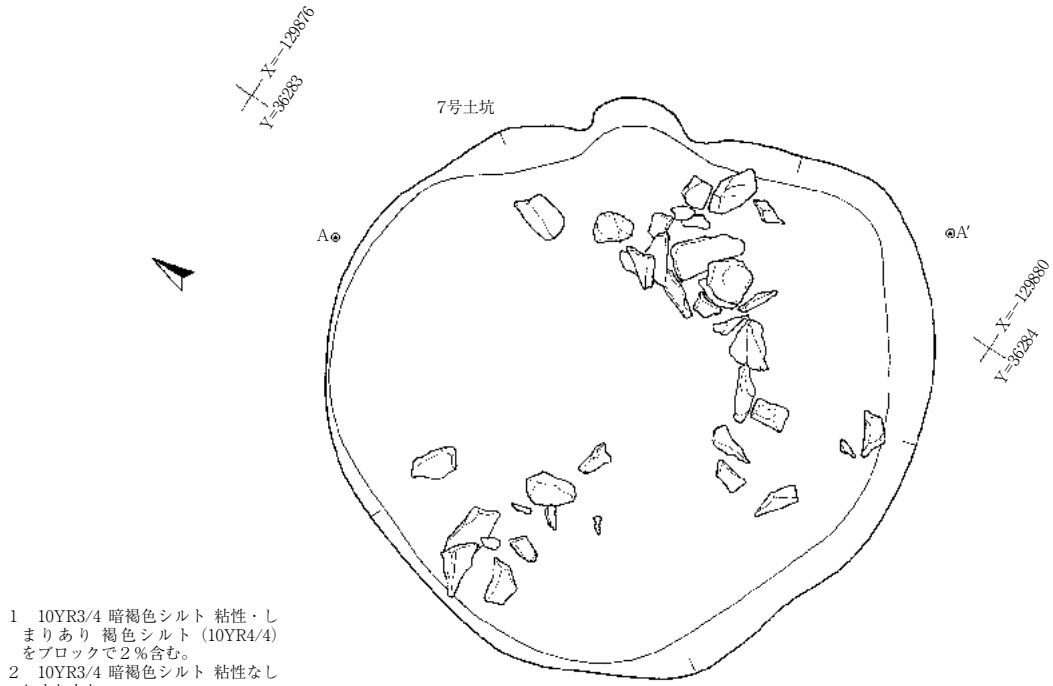 X=-129876
Y=36283
7号土坑
A
A'
X=-129880
Y=36284
1　10YR3/4 暗褐色シルト 粘性・し
まりあり 褐色シルト（10YR4/4）
をブロックで２%含む。
2　10YR3/4 暗褐色シルト 粘性なし